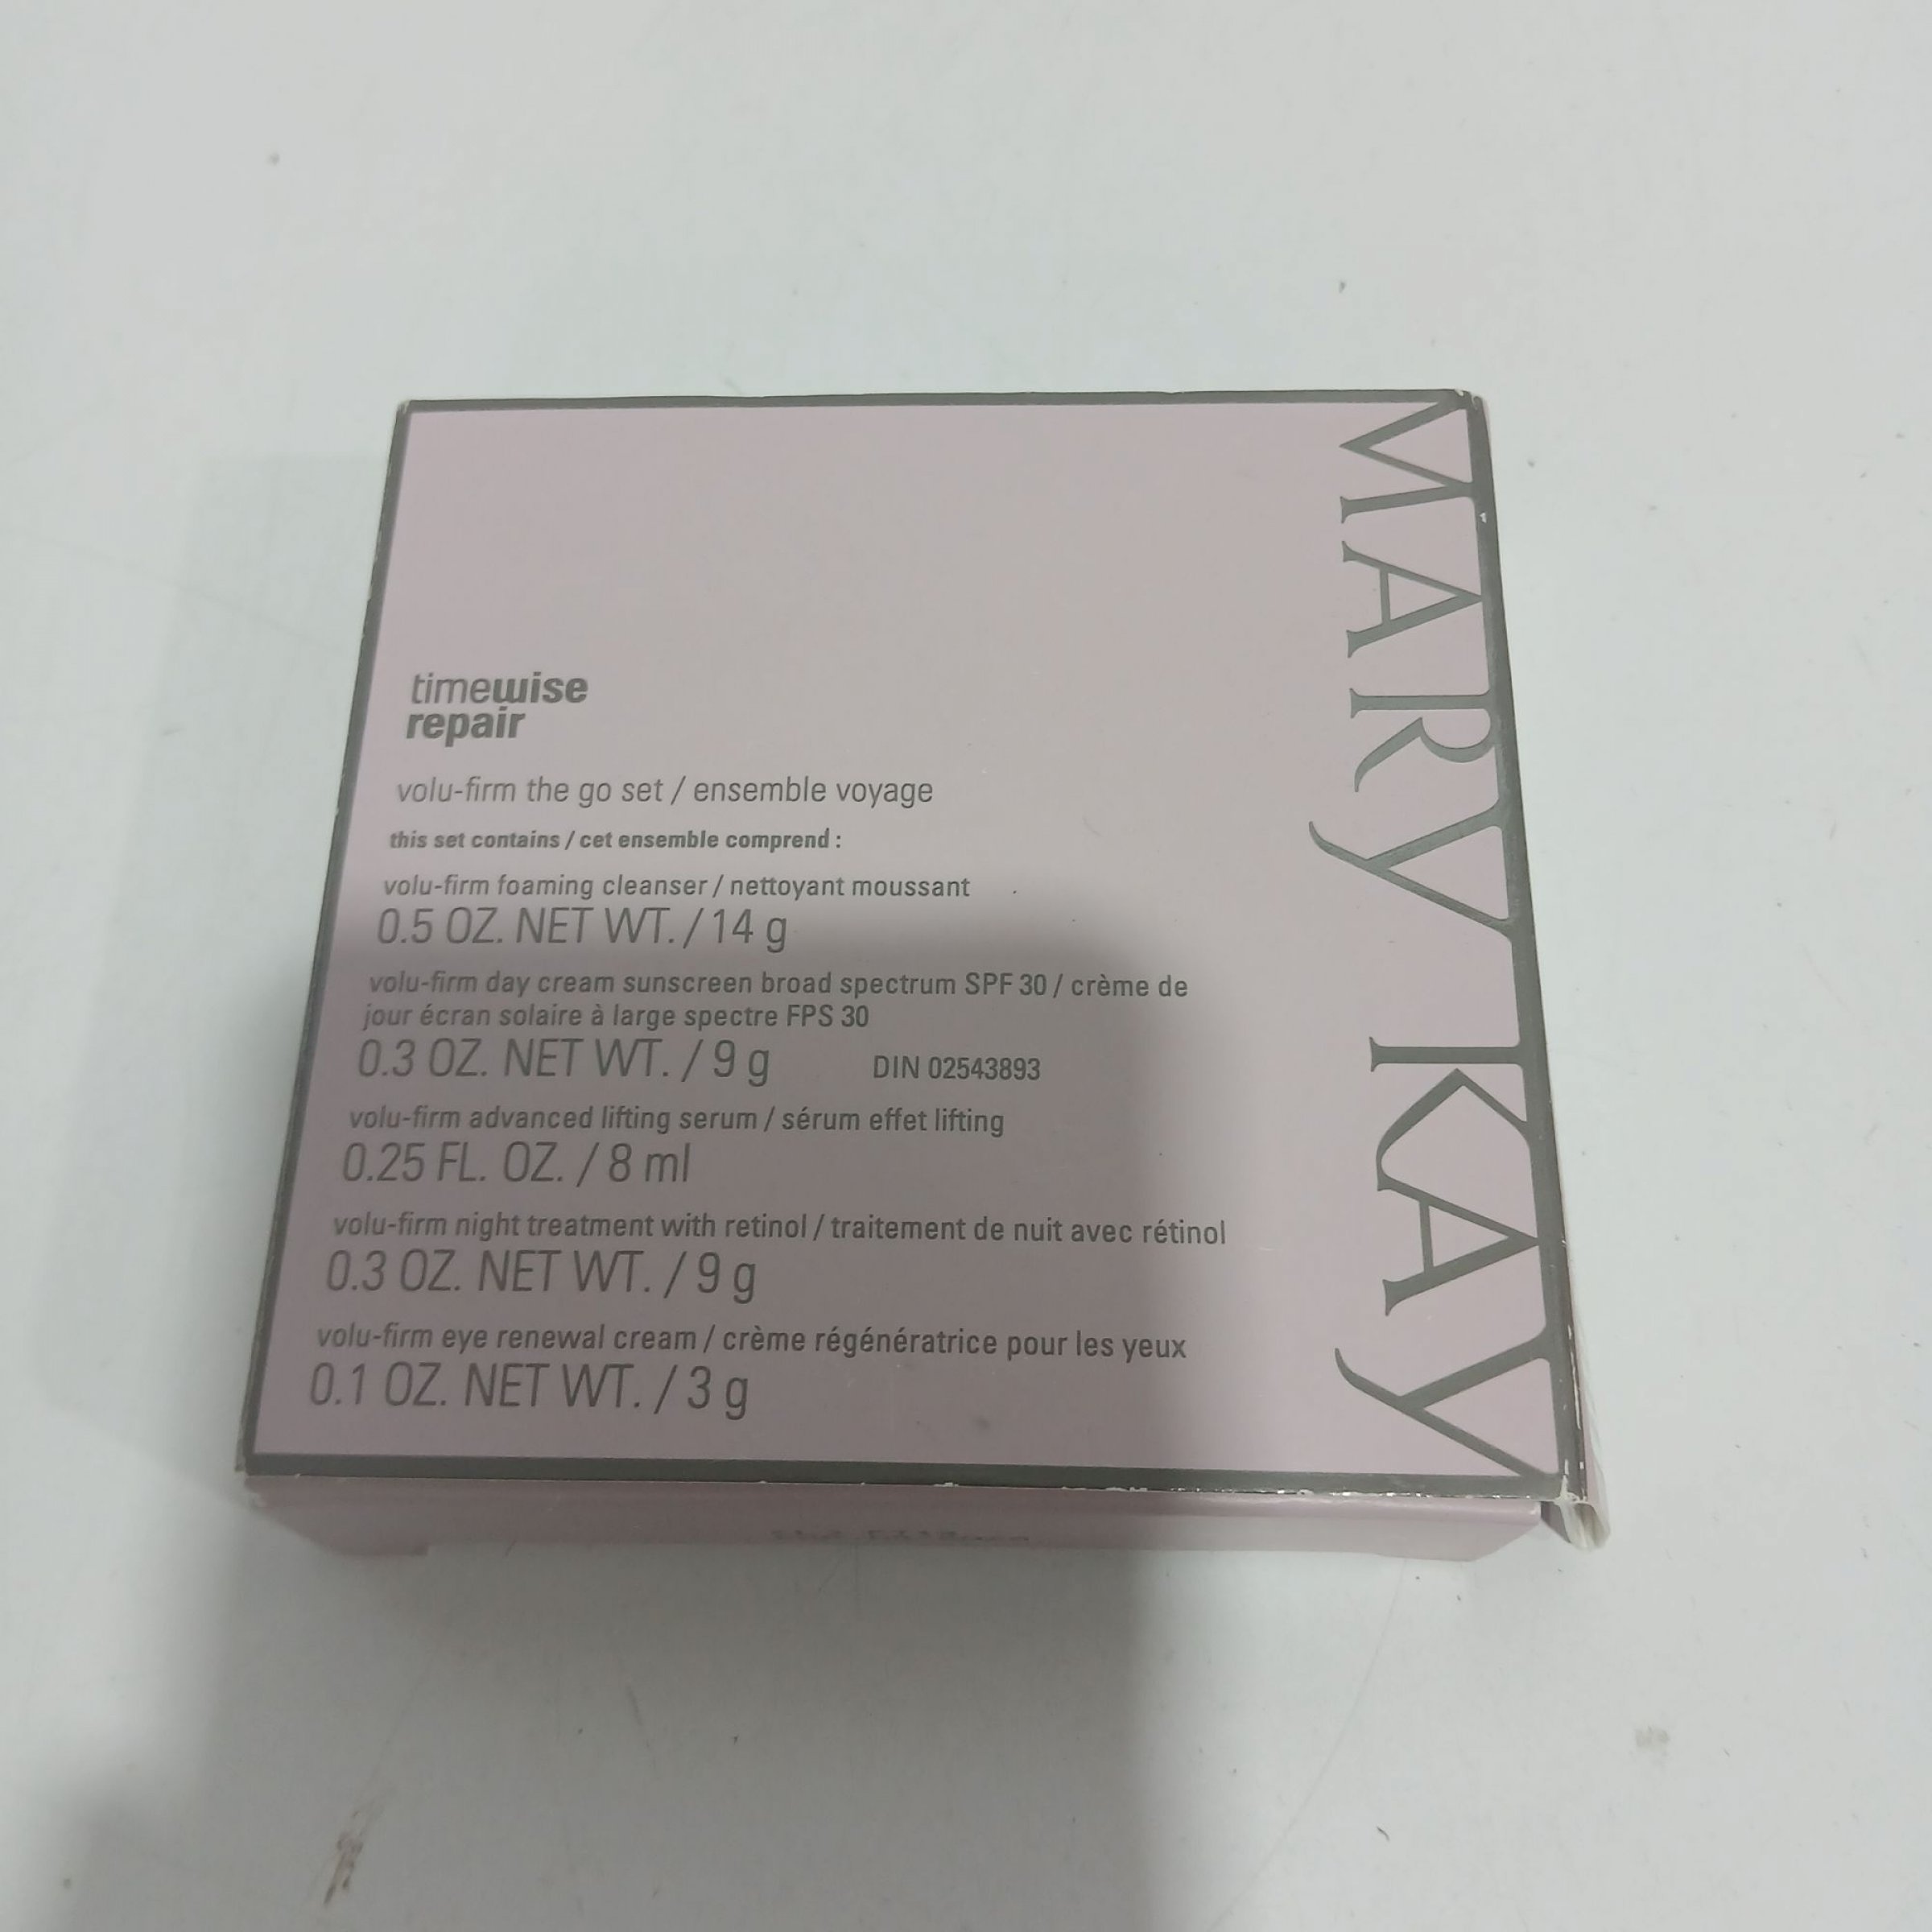 MARY KAY
timewise
repair
volu-firm the go set / ensemble voyage
this set contains / cet ensemble comprend :
volu-firm foaming cleanser / nettoyant moussant
0.5 OZ. NET WT. / 14 g
volu-firm day cream sunscreen broad spectrum SPF 30 / crème de
jour écran solaire à large spectre FPS 30
0.3 OZ. NET WT. / 9 g DIN 02543893
volu-firm advanced lifting serum / sérum effet lifting
0.25 FL. OZ. / 8 ml
volu-firm night treatment with retinol / traitement de nuit avec rétinol
0.3 OZ. NET WT. / 9 g
volu-firm eye renewal cream / crème régénératrice pour les yeux
0.1 OZ. NET WT. / 3 g